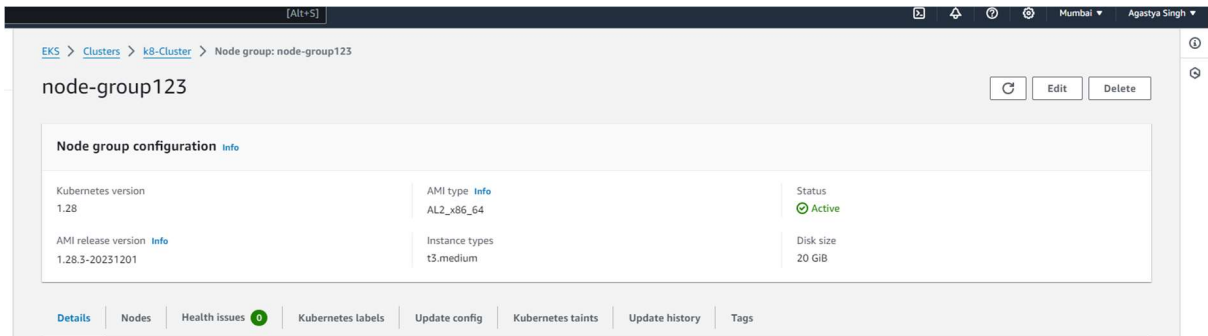 [Alt+S] Mumbai ▼ Agastya Singh ▼
EKS > Clusters > k8-Cluster > Node group: node-group123
node-group123 Edit Delete
Node group configuration Info
Kubernetes version AMI type Info Status
1.28 AL2_x86_64 Active
AMI release version Info Instance types Disk size
1.28.3-20231201 t3.medium 20 GiB
Details Nodes Health issues 0 Kubernetes labels Update config Kubernetes taints Update history Tags